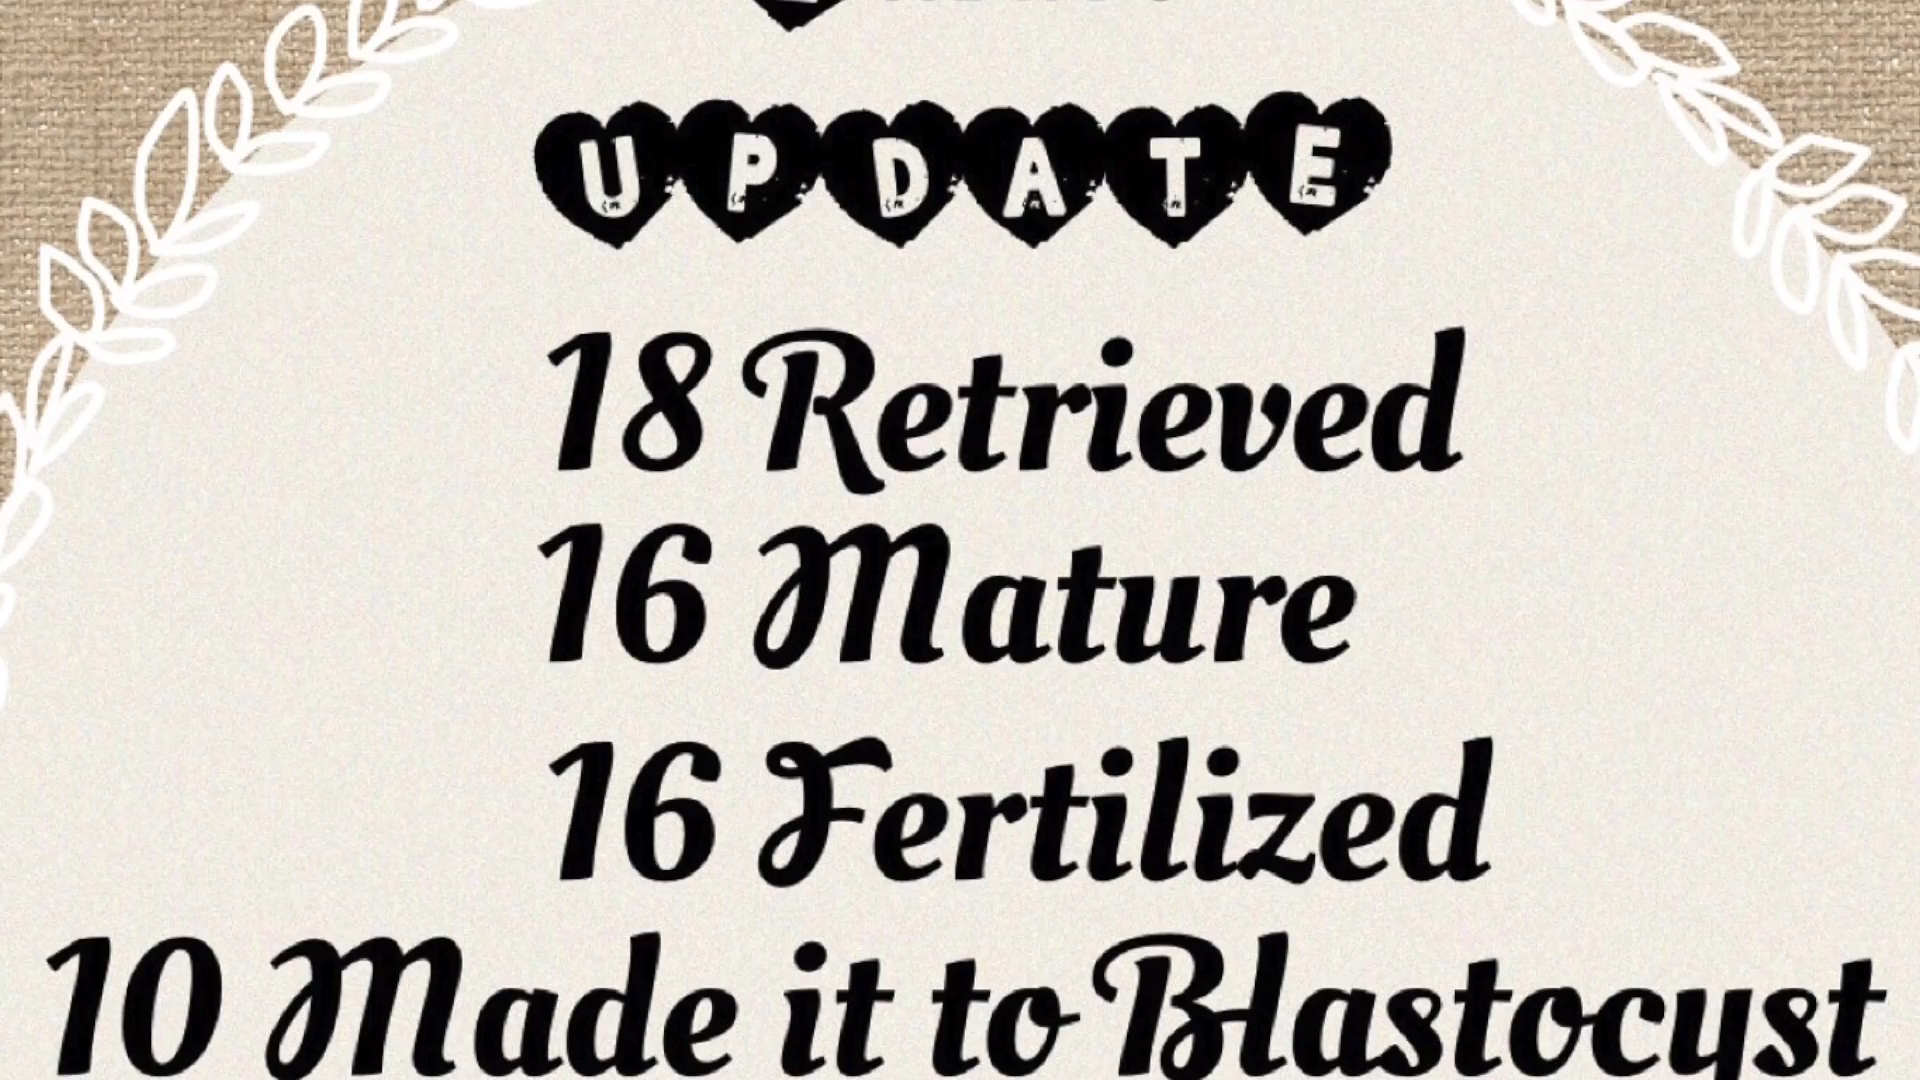 UPDATE
18 Retrieved
16 Mature
16 Fertilized
10 Made it to Blastocyst